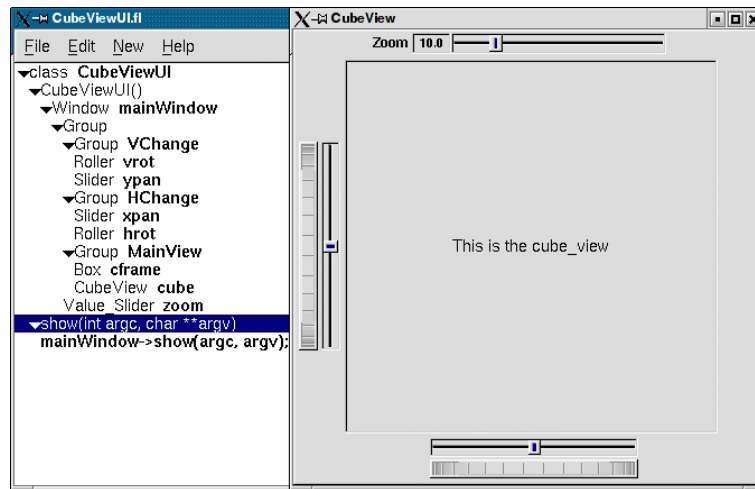 CubeViewUI.fl
File Edit New Help
class CubeViewUI
CubeViewUI()
Window mainWindow
Group
Group VChange
Roller vrot
Slider ypan
Group HChange
Slider xpan
Roller hrot
Group MainView
Box cframe
CubeView cube
Value_Slider zoom
show(int argc, char **argv)
mainWindow->show(argc, argv);
CubeView
Zoom 10.0
This is the cube_view